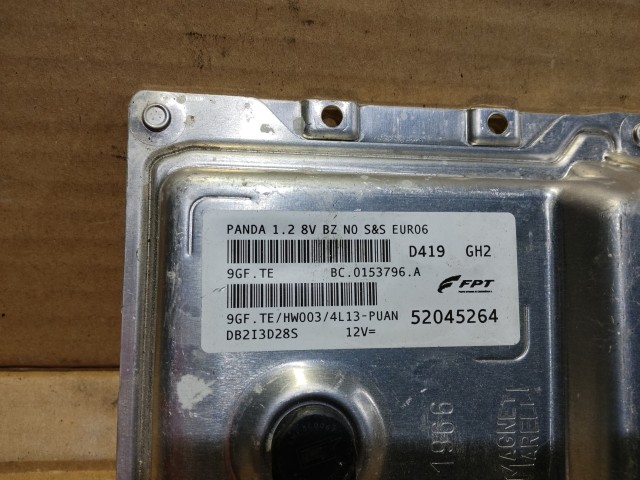 PANDA 1.2 8V BZ NO S&S EURO6
D419 GH2
9GF.TE BC.0153796.A
FPT
9GF.TE/HW003/4L13-PUAN 52045264
DB2I3D28S 12V=
1966
MAGNETI
MARELLI